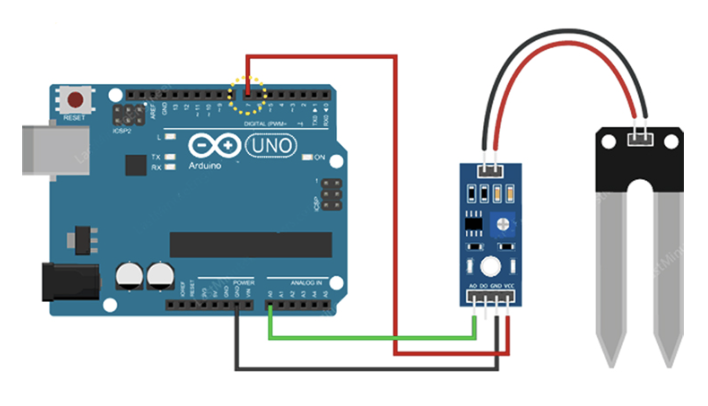 RESET
ICSP2
AREF
GND
13
12
~11
~10
~9
8
7
~6
~5
4
~3
2
TX0 1
RX0 0
DIGITAL (PWM~)
L
TX
RX
Arduino
UNO
ON
1
ICSP
POWER
ANALOG IN
IOREF
RESET
3V3
5V
GND
GND
VIN
A0
A1
A2
A3
A4
A5
AO DO GND VCC